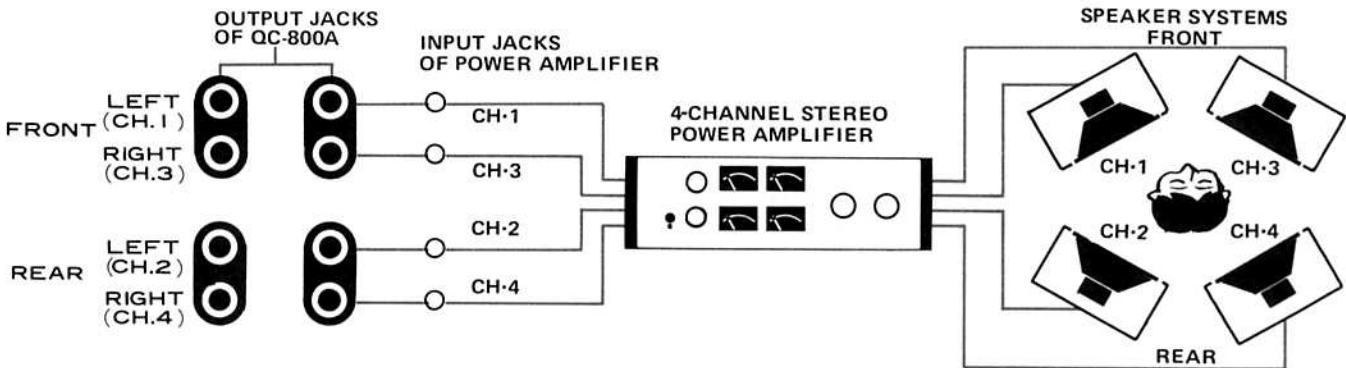 OUTPUT JACKS
OF QC-800A
INPUT JACKS
OF POWER AMPLIFIER
FRONT
LEFT
(CH.1)
RIGHT
(CH.3)
REAR
LEFT
(CH.2)
RIGHT
(CH.4)
CH·1
CH·3
CH·2
CH·4
4-CHANNEL STEREO
POWER AMPLIFIER
SPEAKER SYSTEMS
FRONT
CH·1
CH·3
CH·2
CH·4
REAR